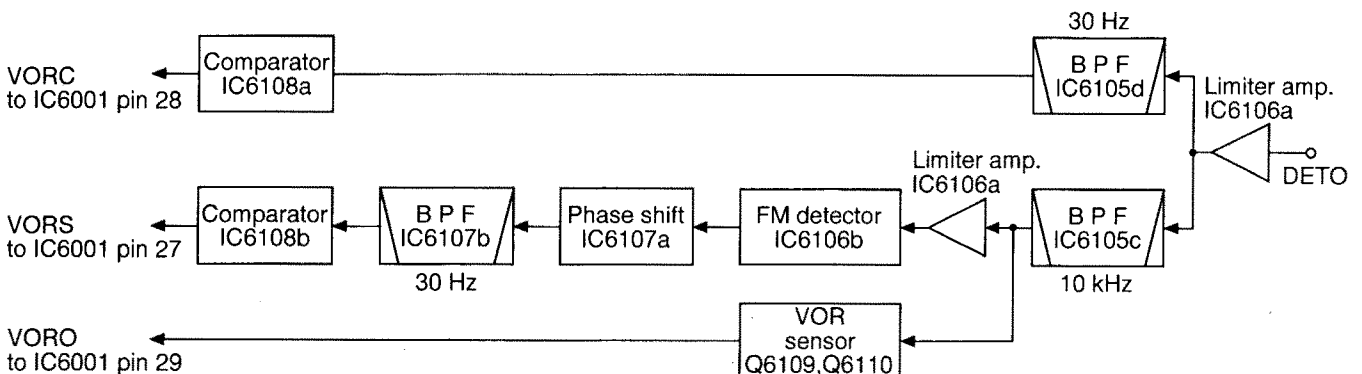 30 Hz
Comparator
IC6108a
B P F
IC6105d
VORC
to IC6001 pin 28
Limiter amp.
IC6106a
DETO
Limiter amp.
IC6106a
Comparator
IC6108b
B P F
IC6107b
Phase shift
IC6107a
FM detector
IC6106b
B P F
IC6105c
VORS
to IC6001 pin 27
30 Hz
10 kHz
VOR
sensor
Q6109,Q6110
VORO
to IC6001 pin 29